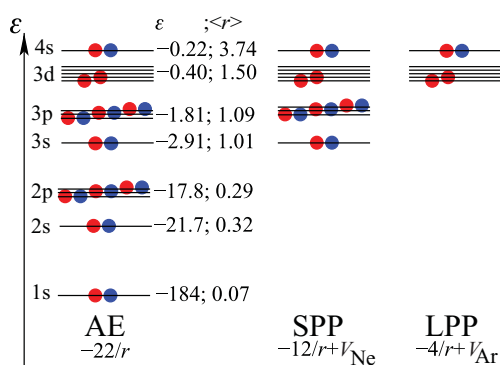 ε ε ;<r>
4s −0.22; 3.74
3d −0.40; 1.50
3p −1.81; 1.09
3s −2.91; 1.01
2p −17.8; 0.29
2s −21.7; 0.32
1s −184; 0.07
AE SPP LPP
−22/r −12/r+V_Ne −4/r+V_Ar